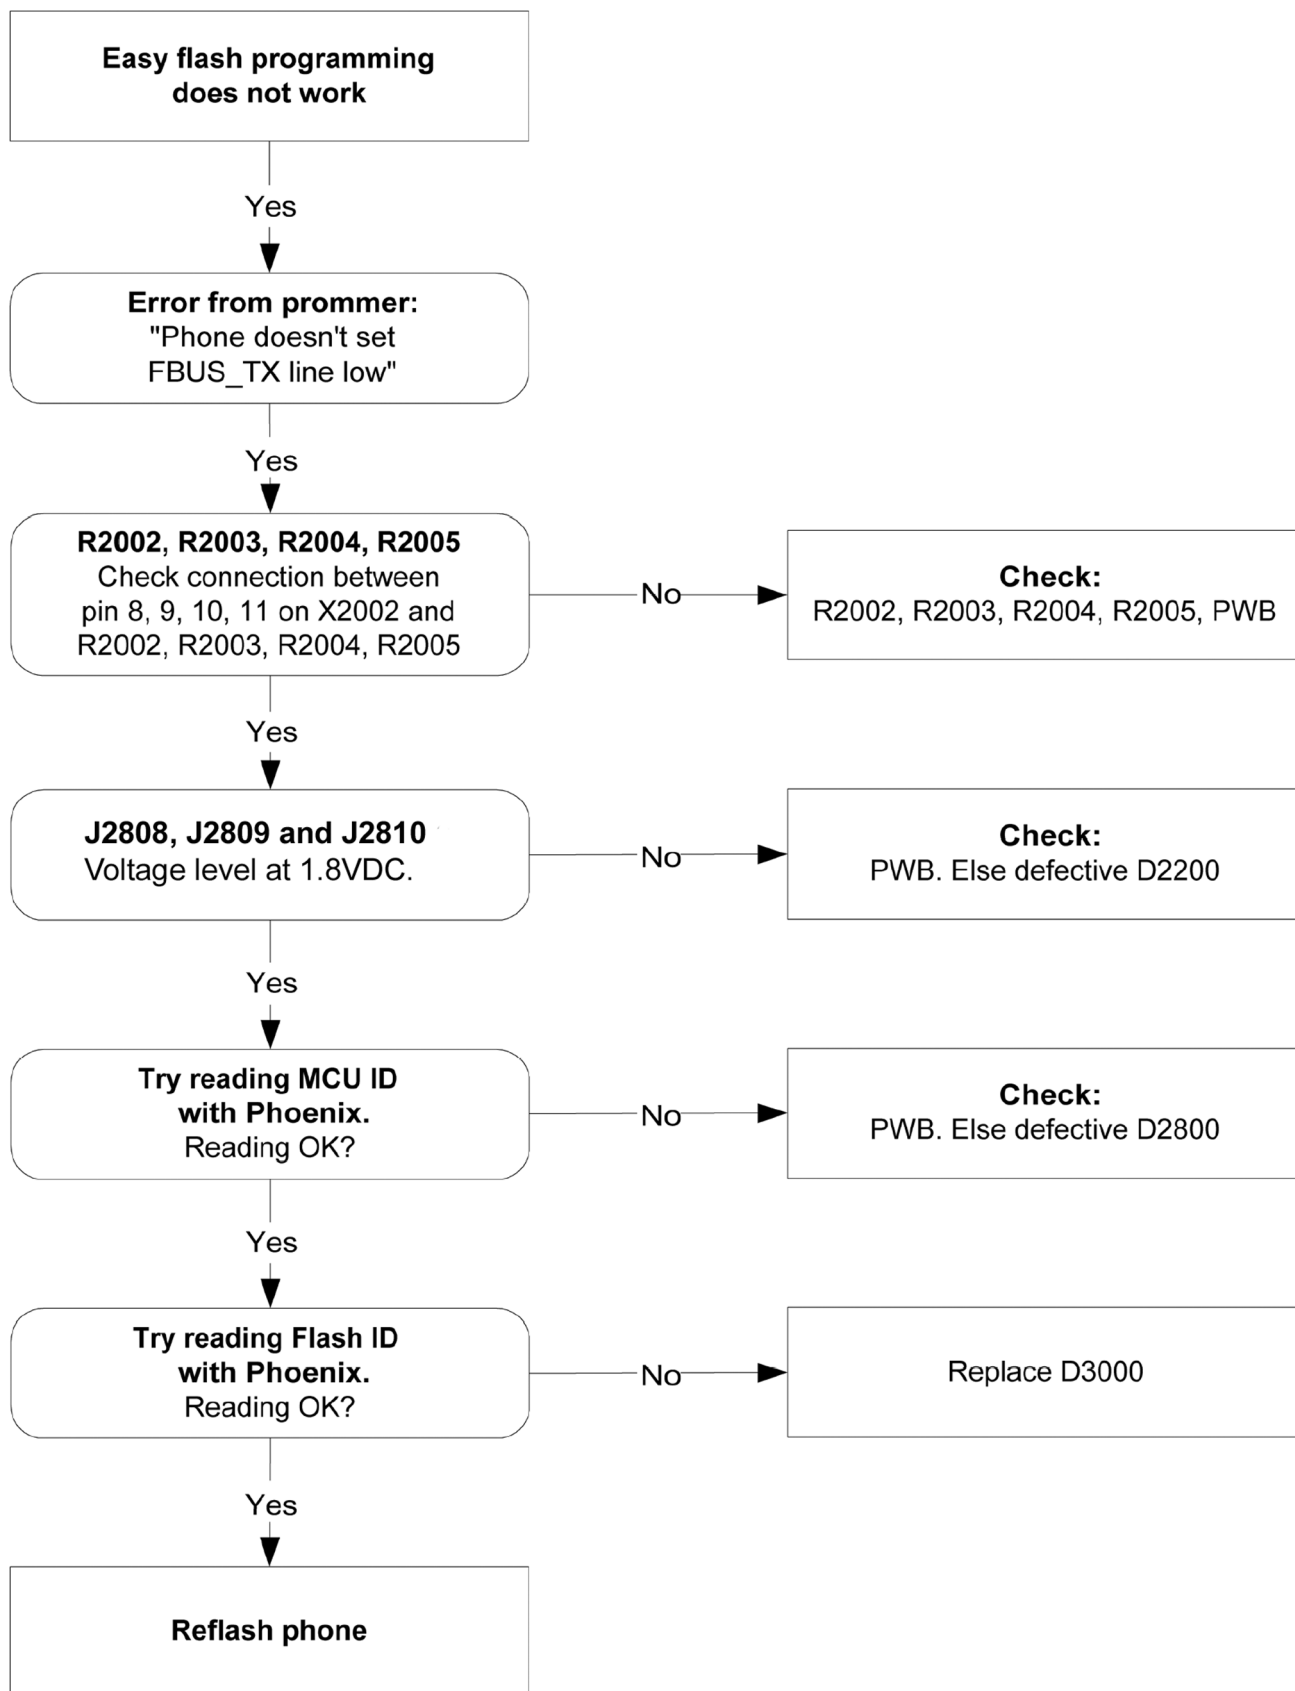 Easy flash programming
does not work
Yes
Error from prommer:
"Phone doesn't set
FBUS_TX line low"
Yes
R2002, R2003, R2004, R2005
Check connection between
pin 8, 9, 10, 11 on X2002 and
R2002, R2003, R2004, R2005
No
Check:
R2002, R2003, R2004, R2005, PWB
Yes
J2808, J2809 and J2810
Voltage level at 1.8VDC.
No
Check:
PWB. Else defective D2200
Yes
Try reading MCU ID
with Phoenix.
Reading OK?
No
Check:
PWB. Else defective D2800
Yes
Try reading Flash ID
with Phoenix.
Reading OK?
No
Replace D3000
Yes
Reflash phone